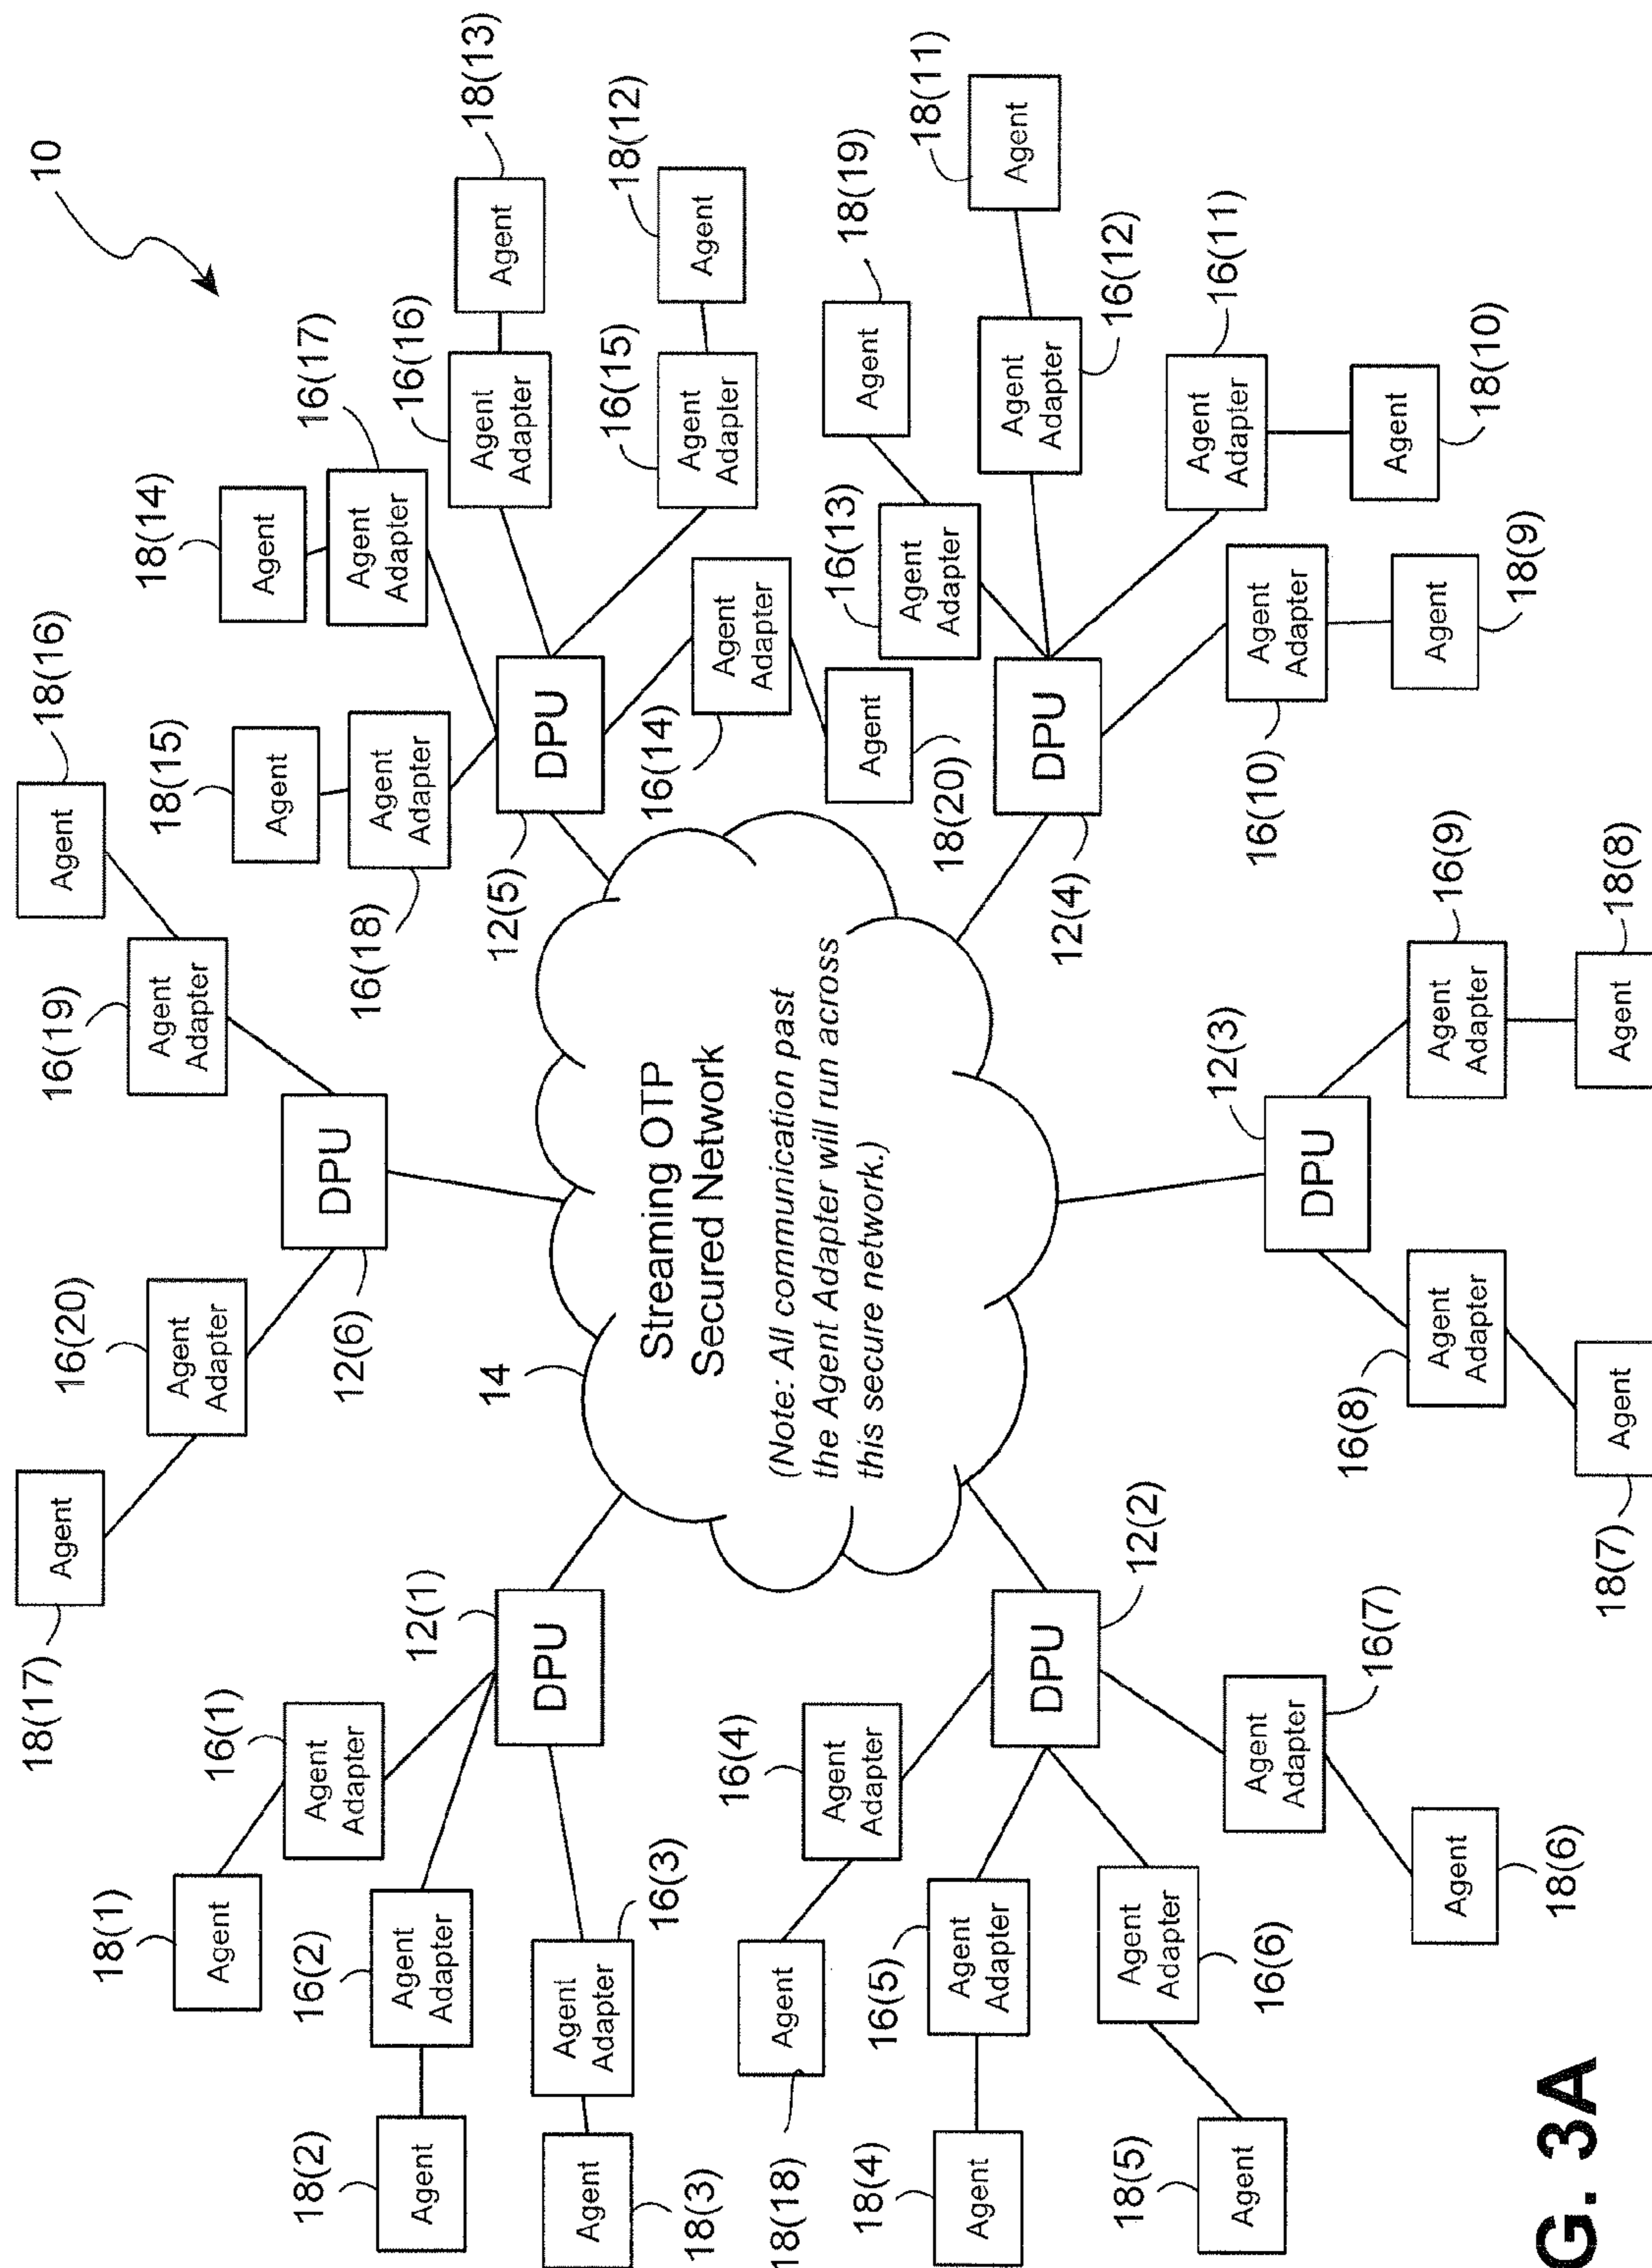 10
18(17)
Agent
18(16)
Agent
16(20)
Agent
Adapter
16(19)
Agent
Adapter
12(6)
DPU
18(1)
Agent
16(1)
Agent
Adapter
18(2)
Agent
16(2)
Agent
Adapter
18(3)
Agent
16(3)
Agent
Adapter
12(1)
DPU
18(15)
Agent
16(18)
Agent
Adapter
18(14)
Agent
16(17)
Agent
Adapter
18(13)
Agent
16(16)
Agent
Adapter
18(12)
Agent
16(15)
Agent
Adapter
16(14)
Agent
Adapter
18(20)
Agent
12(5)
DPU
14
Streaming OTP
Secured Network
(Note: All communication past
the Agent Adapter will run across
this secure network.)
18(18)
Agent
16(4)
Agent
Adapter
18(4)
Agent
16(5)
Agent
Adapter
18(5)
Agent
16(6)
Agent
Adapter
18(6)
Agent
16(7)
Agent
Adapter
12(2)
DPU
18(19)
Agent
16(13)
Agent
Adapter
18(11)
Agent
16(12)
Agent
Adapter
16(11)
Agent
Adapter
18(10)
Agent
16(10)
Agent
Adapter
18(9)
Agent
12(4)
DPU
12(3)
DPU
16(8)
Agent
Adapter
16(9)
Agent
Adapter
18(7)
Agent
18(8)
Agent
G. 3A